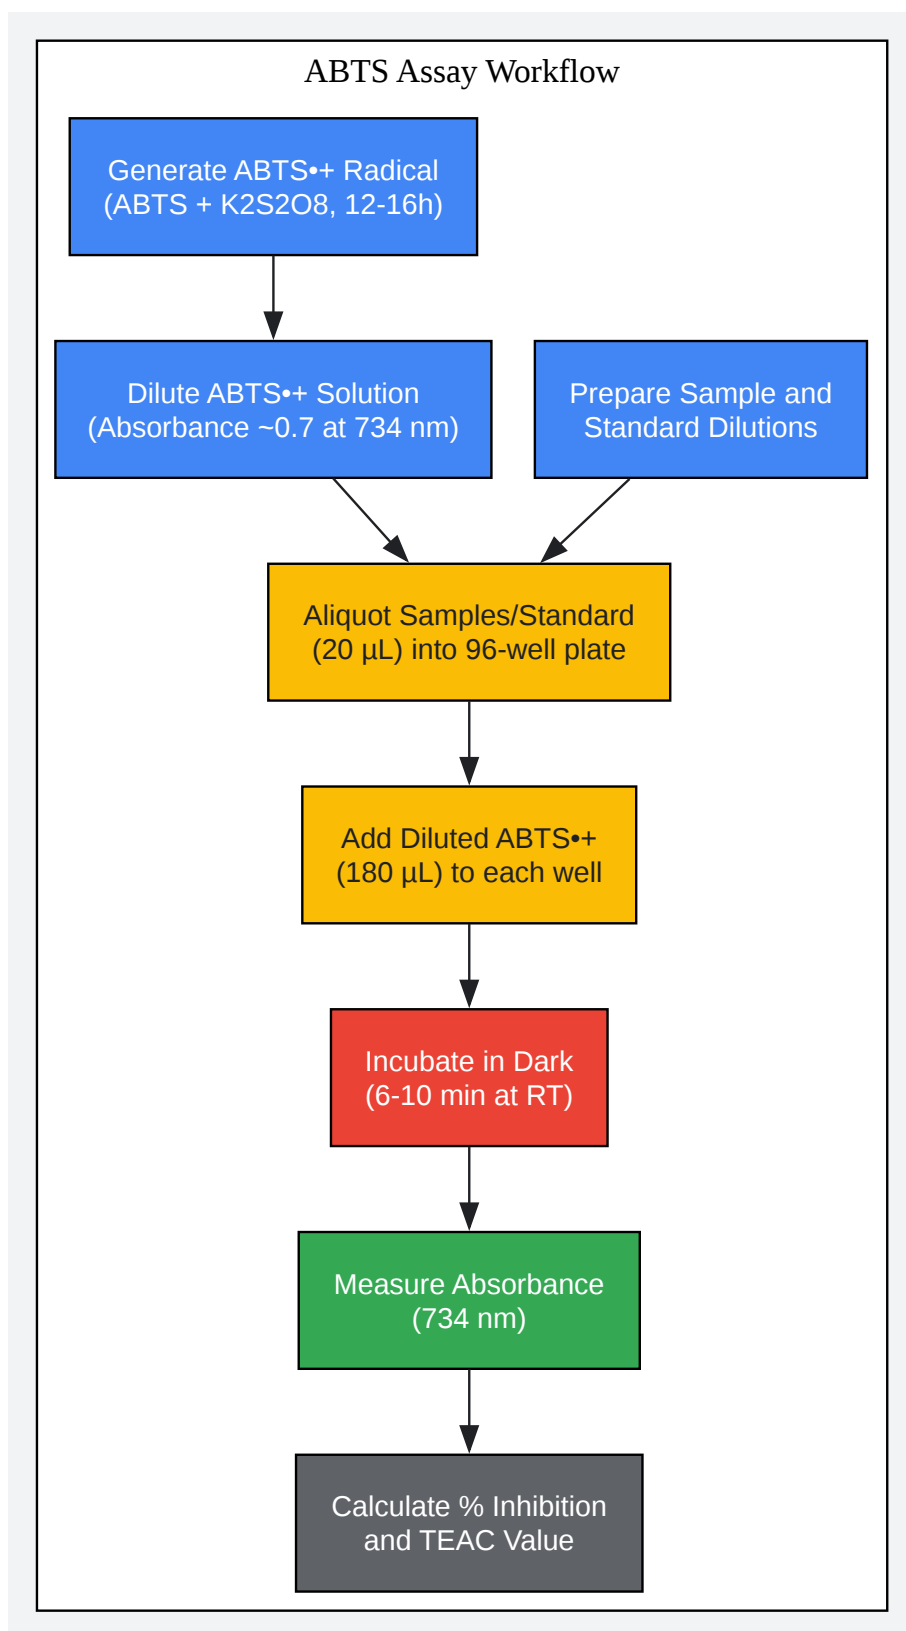 ABTS Assay Workflow
Generate ABTS•+ Radical
(ABTS + K2S2O8, 12-16h)
Dilute ABTS•+ Solution
(Absorbance ~0.7 at 734 nm)
Prepare Sample and
Standard Dilutions
Aliquot Samples/Standard
(20 µL) into 96-well plate
Add Diluted ABTS•+
(180 µL) to each well
Incubate in Dark
(6-10 min at RT)
Measure Absorbance
(734 nm)
Calculate % Inhibition
and TEAC Value